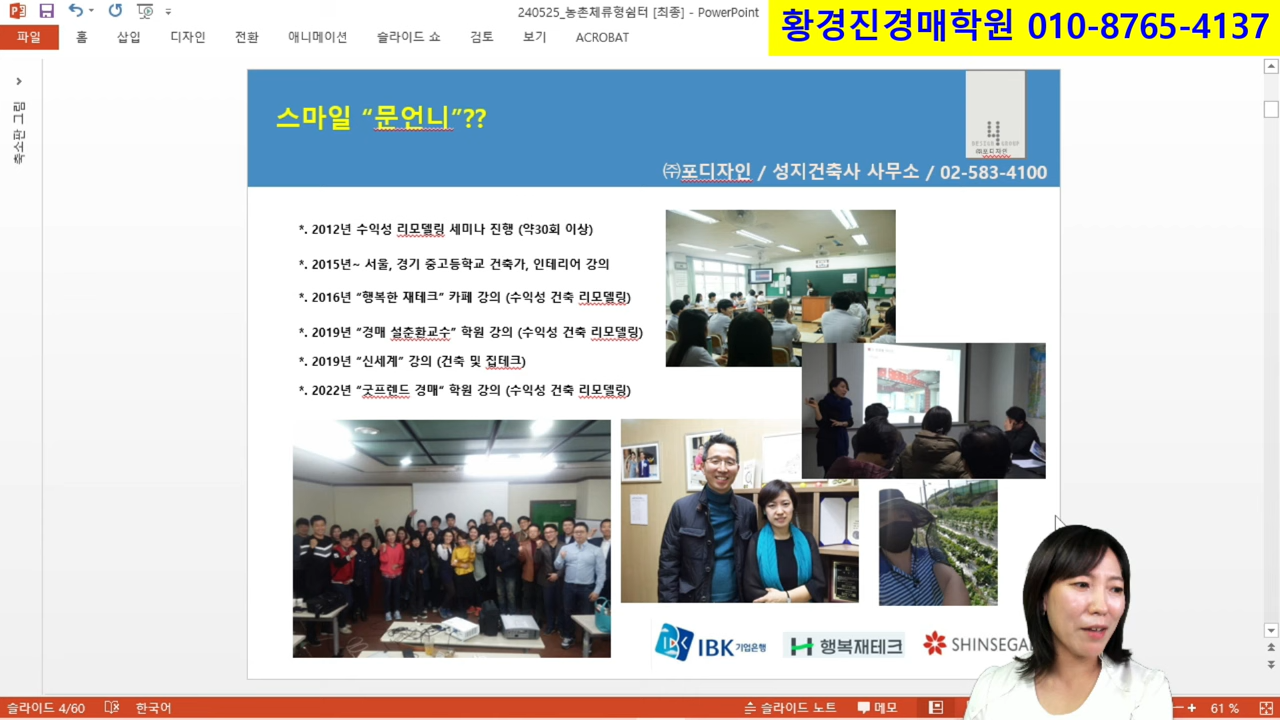 240525_농촌체류형쉼터 [최종] - PowerPoint
황경진경매학원 010-8765-4137
파일 홈 삽입 디자인 전환 애니메이션 슬라이드 쇼 검토 보기 ACROBAT
축소판 그림
스마일 “문언니”??
DESIGN GROUP
㈜포디자인
㈜포디자인 / 성지건축사 사무소 / 02-583-4100
*. 2012년 수익성 리모델링 세미나 진행 (약30회 이상)
*. 2015년~ 서울, 경기 중고등학교 건축가, 인테리어 강의
*. 2016년 “행복한 재테크” 카페 강의 (수익성 건축 리모델링)
*. 2019년 “경매 설춘환교수” 학원 강의 (수익성 건축 리모델링)
*. 2019년 “신세계” 강의 (건축 및 집테크)
*. 2022년 “굿프렌드 경매“ 학원 강의 (수익성 건축 리모델링)
IBK 기업은행
행복재테크
SHINSEGA
슬라이드 4/60 한국어 슬라이드 노트 메모 61 %